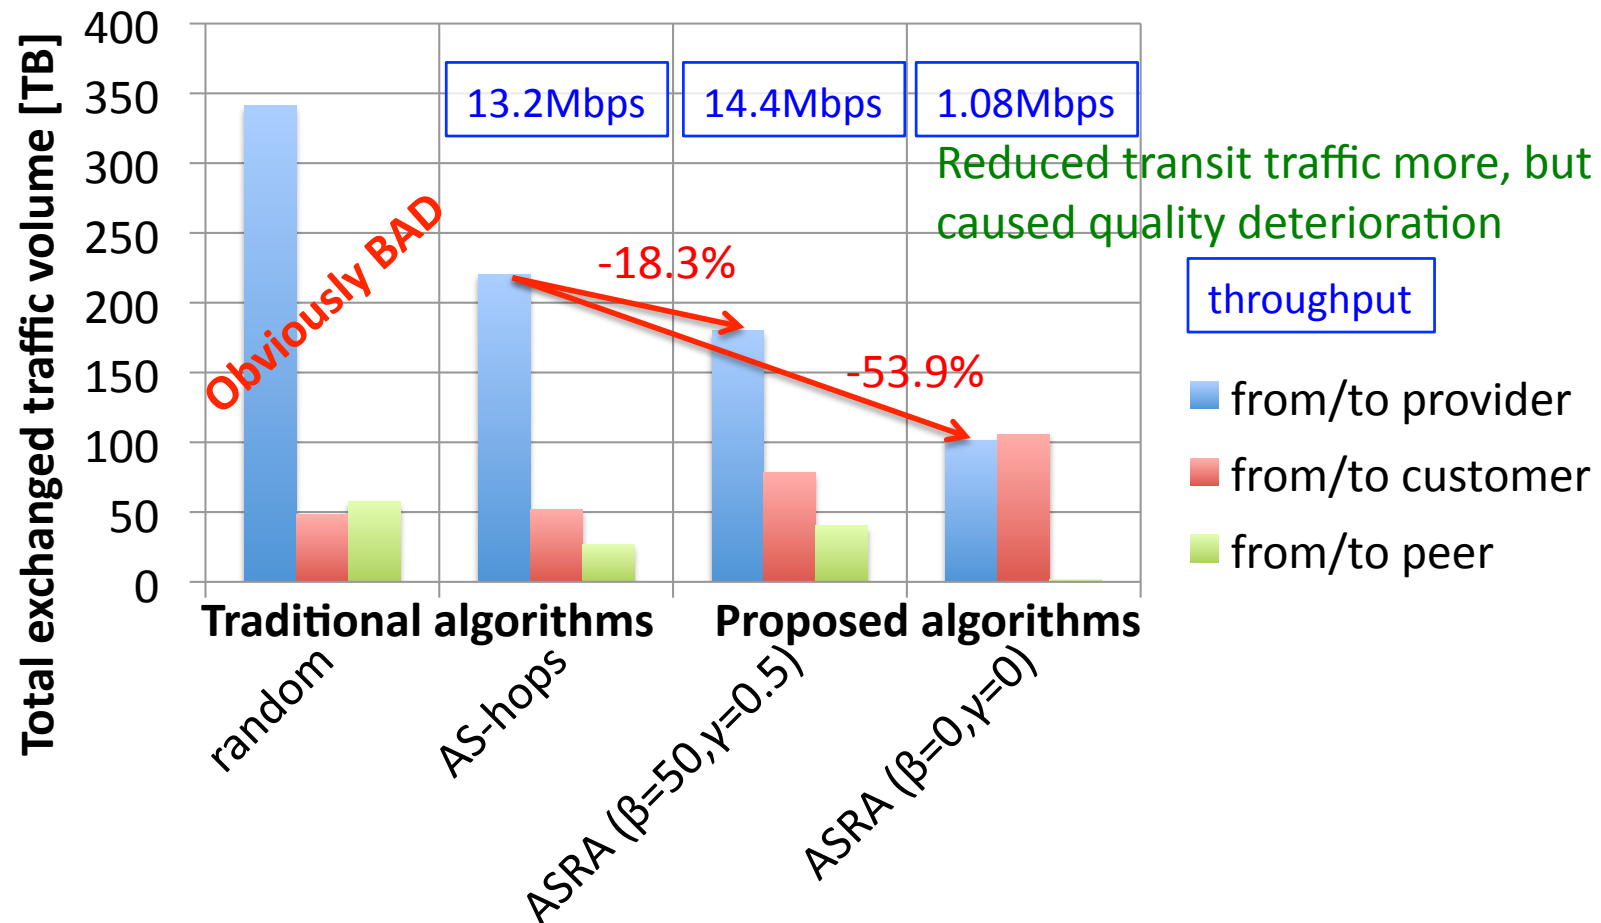 Total exchanged traffic volume [TB]
400
350
300
250
200
150
100
50
0
13.2Mbps
14.4Mbps
1.08Mbps
Reduced transit traffic more, but
caused quality deterioration
Obviously BAD
-18.3%
-53.9%
throughput
from/to provider
from/to customer
from/to peer
Traditional algorithms
Proposed algorithms
random
AS-hops
ASRA (β=50,γ=0.5)
ASRA (β=0,γ=0)